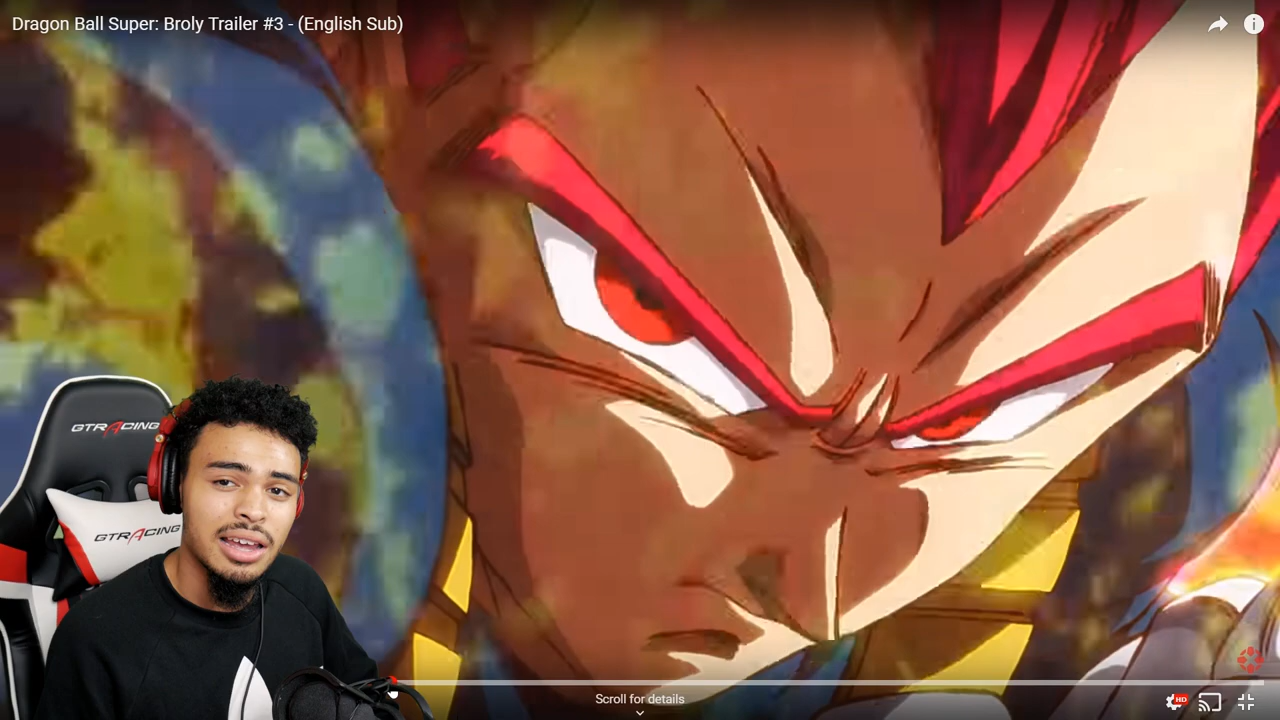 Dragon Ball Super: Broly Trailer #3 - (English Sub)
GTRACING
GTRACING
Scroll for details
HD